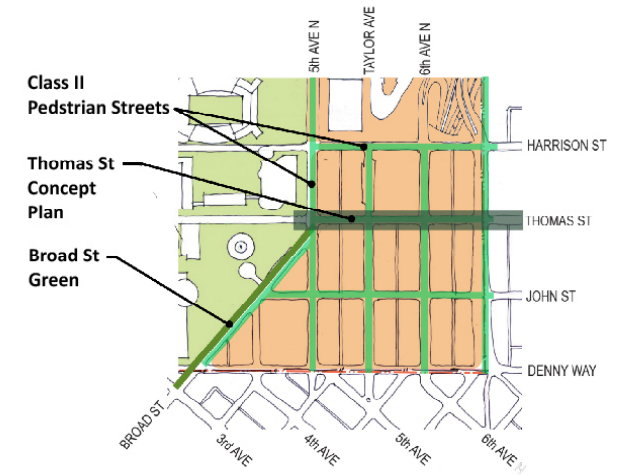 5th AVE N
TAYLOR AVE
6th AVE N
Class II
Pedstrian Streets
HARRISON ST
Thomas St
Concept
Plan
THOMAS ST
Broad St
Green
JOHN ST
DENNY WAY
BROAD ST
3rd AVE
4th AVE
5th AVE
6th AVE N